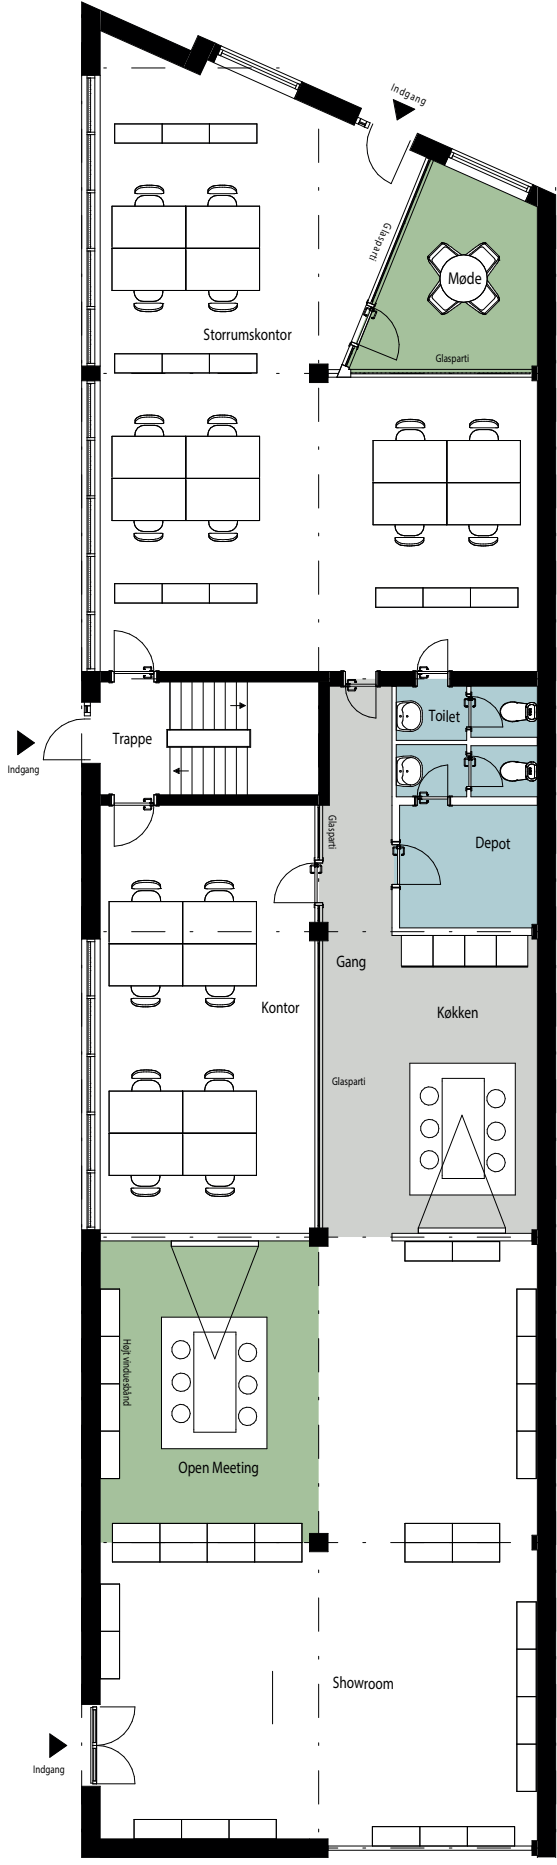 Indgang
Glasparti
Møde
Storrumskontor
Glasparti
Toilet
Trappe
Indgang
Glasparti
Depot
Gang
Kontor
Køkken
Glasparti
Højt vinduesbånd
Open Meeting
Showroom
Indgang